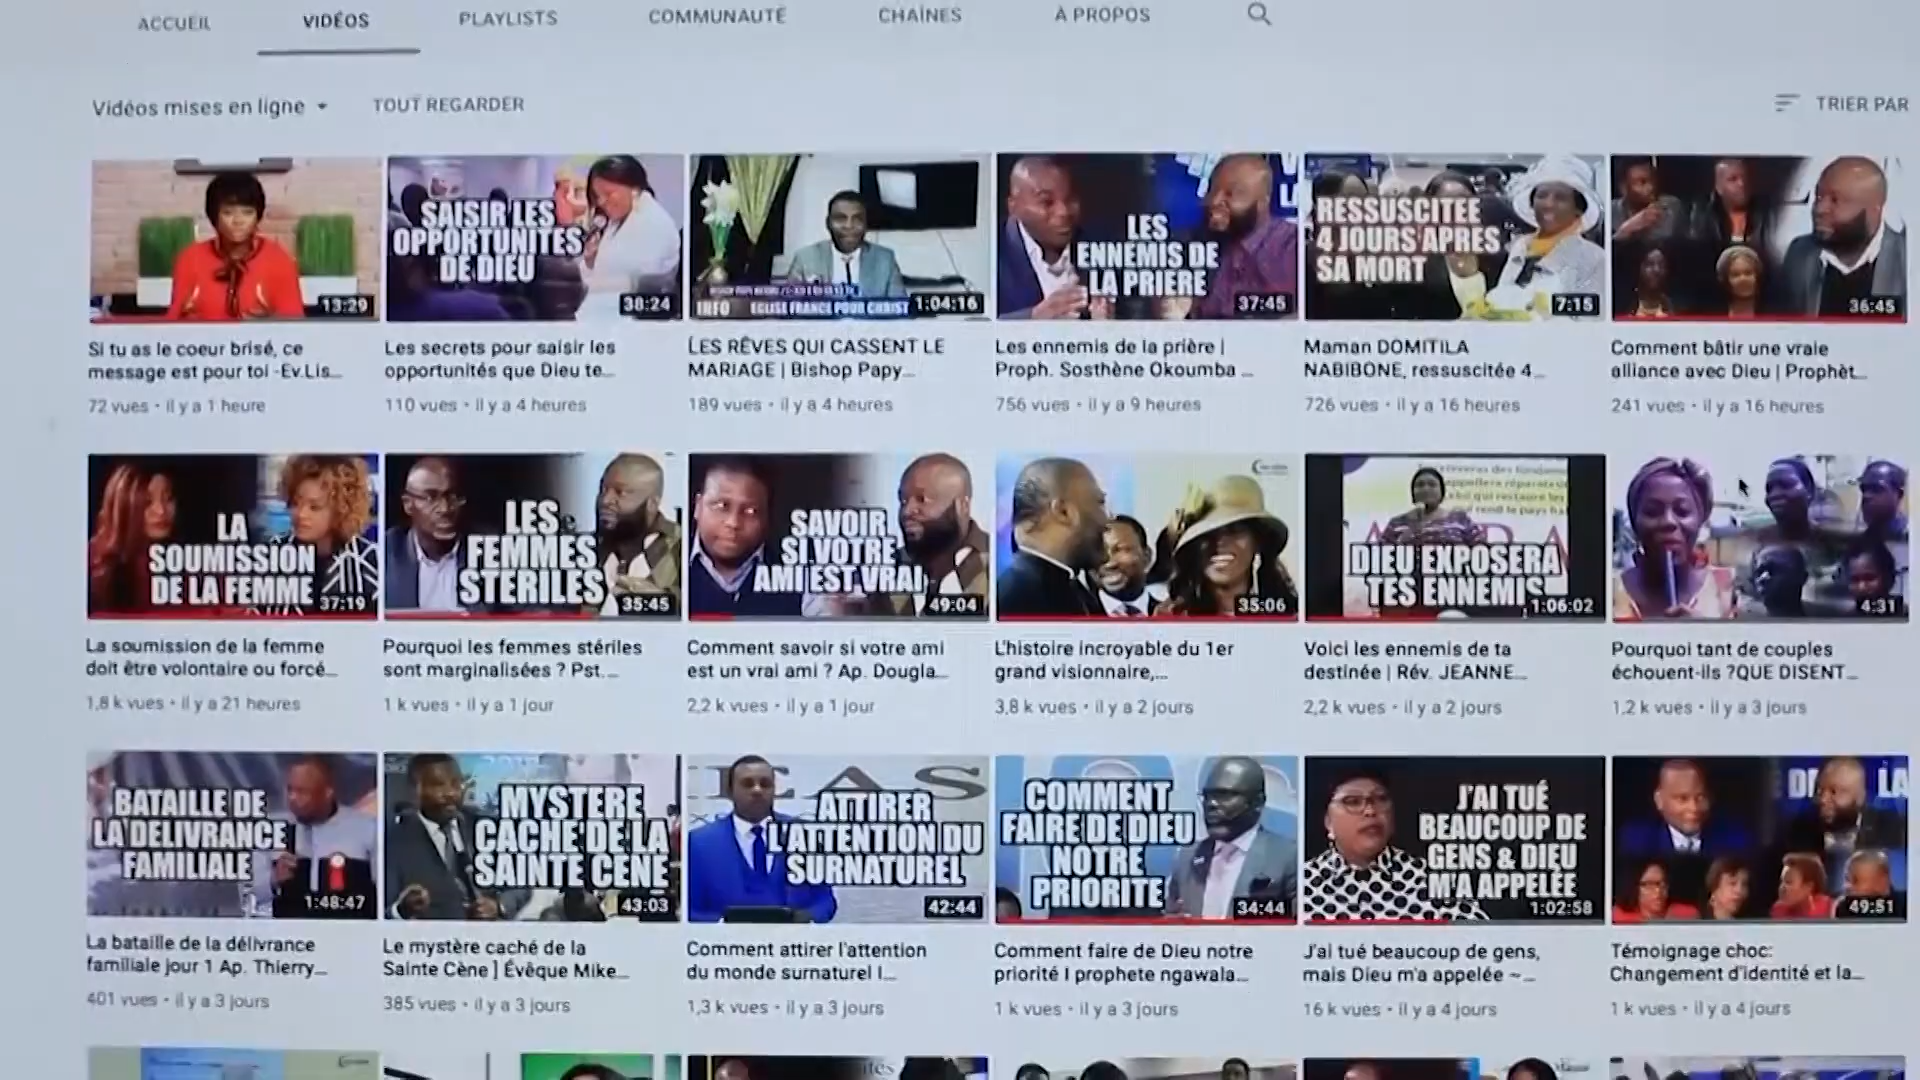 ACCUEIL
VIDÉOS
PLAYLISTS
COMMUNAUTÉ
CHAÎNES
À PROPOS
Vidéos mises en ligne
TOUT REGARDER
TRIER PAR
13:29
SAISIR LES
OPPORTUNITES
DE DIEU
38:24
INFO EGLISE FRANCE POUR CHRIST
1:04:16
LES
ENNEMIS DE
LA PRIERE
37:45
RESSUSCITEE
4 JOURS APRES
SA MORT
7:15
36:45
Si tu as le coeur brisé, ce
message est pour toi -Ev.Lis...
72 vues • il y a 1 heure
Les secrets pour saisir les
opportunités que Dieu te...
110 vues • il y a 4 heures
LES RÊVES QUI CASSENT LE
MARIAGE | Bishop Papy...
189 vues • il y a 4 heures
Les ennemis de la prière |
Proph. Sosthène Okoumba ...
756 vues • il y a 9 heures
Maman DOMITILA
NABIBONE, ressuscitée 4...
726 vues • il y a 16 heures
Comment bâtir une vraie
alliance avec Dieu | Prophèt...
241 vues • il y a 16 heures
LA
SOUMISSION
DE LA FEMME
37:19
LES
FEMMES
STERILES
35:45
SAVOIR
SI VOTRE
AMI EST VRAI
49:04
35:06
DIEU EXPOSERA
TES ENNEMIS
1:06:02
4:31
La soumission de la femme
doit être volontaire ou forcé...
1,8 k vues • il y a 21 heures
Pourquoi les femmes stériles
sont marginalisées ? Pst....
1 k vues • il y a 1 jour
Comment savoir si votre ami
est un vrai ami ? Ap. Dougla...
2,2 k vues • il y a 1 jour
L'histoire incroyable du 1er
grand visionnaire,...
3,8 k vues • il y a 2 jours
Voici les ennemis de ta
destinée | Rév. JEANNE...
2,2 k vues • il y a 2 jours
Pourquoi tant de couples
échouent-ils ?QUE DISENT...
1,2 k vues • il y a 3 jours
BATAILLE DE
LA DELIVRANCE
FAMILIALE
1:48:47
MYSTERE
CACHE DE LA
SAINTE CENE
43:03
ATTIRER
L'ATTENTION DU
SURNATUREL
42:44
COMMENT
FAIRE DE DIEU
NOTRE
PRIORITE
34:44
J'AI TUÉ
BEAUCOUP DE
GENS & DIEU
M'A APPELÉE
1:02:58
49:51
La bataille de la délivrance
familiale jour 1 Ap. Thierry...
401 vues • il y a 3 jours
Le mystère caché de la
Sainte Cène ] Évêque Mike...
385 vues • il y a 3 jours
Comment attirer l'attention
du monde surnaturel I...
1,3 k vues • il y a 3 jours
Comment faire de Dieu notre
priorité I prophete ngawala...
1 k vues • il y a 3 jours
J'ai tué beaucoup de gens,
mais Dieu m'a appelée ~...
16 k vues • il y a 4 jours
Témoignage choc:
Changement d'identité et la...
1 k vues • il y a 4 jours